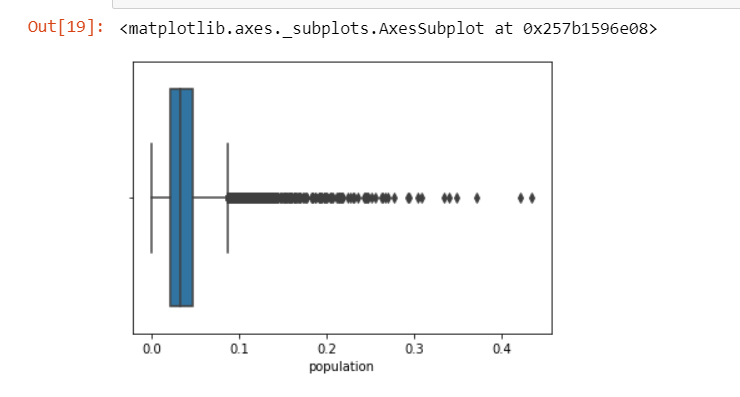 Out[19]: <matplotlib.axes._subplots.AxesSubplot at 0x257b1596e08>
0.0 0.1 0.2 0.3 0.4
population